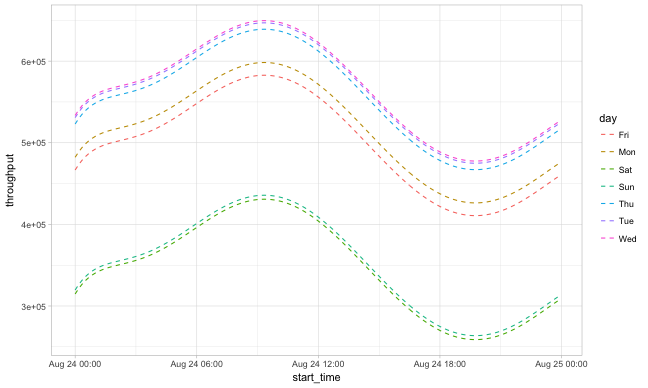 6e+05
5e+05
4e+05
3e+05
throughput
Aug 24 00:00
Aug 24 06:00
Aug 24 12:00
Aug 24 18:00
Aug 25 00:00
start_time
day
Fri
Mon
Sat
Sun
Thu
Tue
Wed